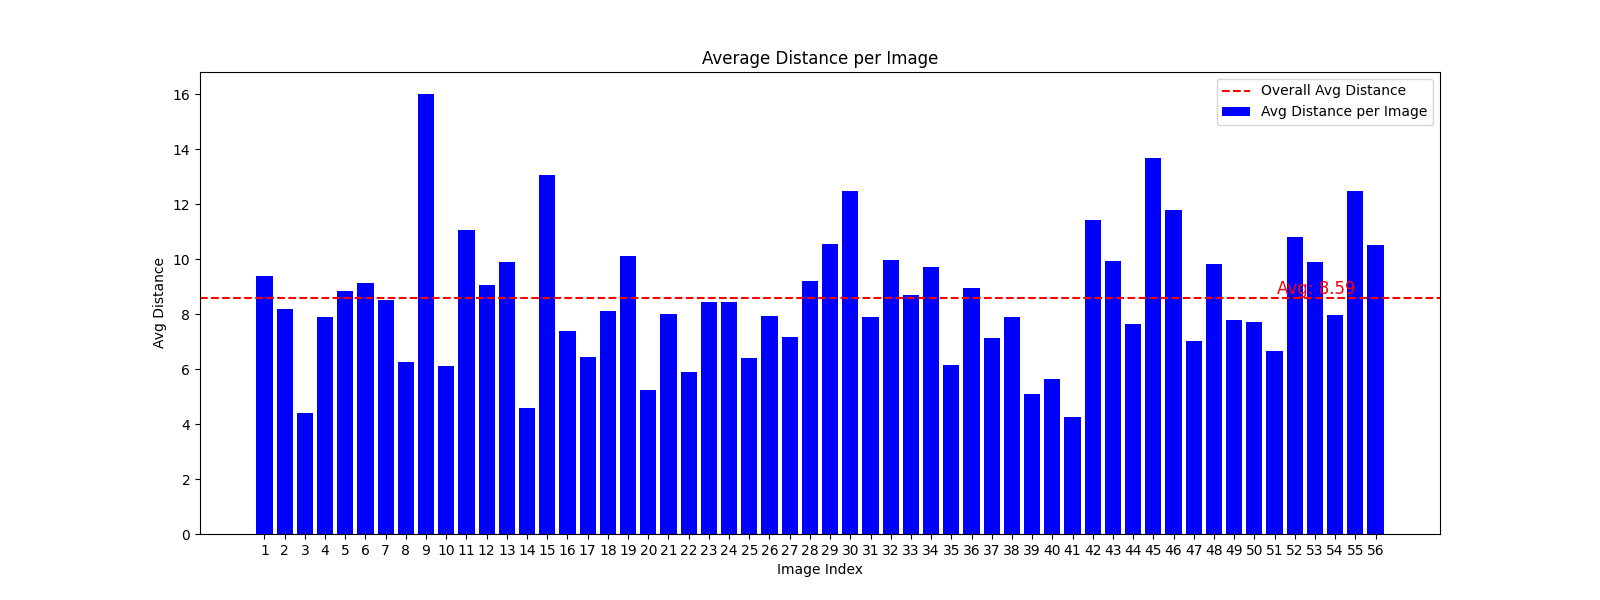 Average Distance per Image
Overall Avg Distance
Avg Distance per Image
16
14
12
10
8
6
4
2
0
Avg Distance
Avg: 8.59
1 2 3 4 5 6 7 8 9 10 11 12 13 14 15 16 17 18 19 20 21 22 23 24 25 26 27 28 29 30 31 32 33 34 35 36 37 38 39 40 41 42 43 44 45 46 47 48 49 50 51 52 53 54 55 56
Image Index